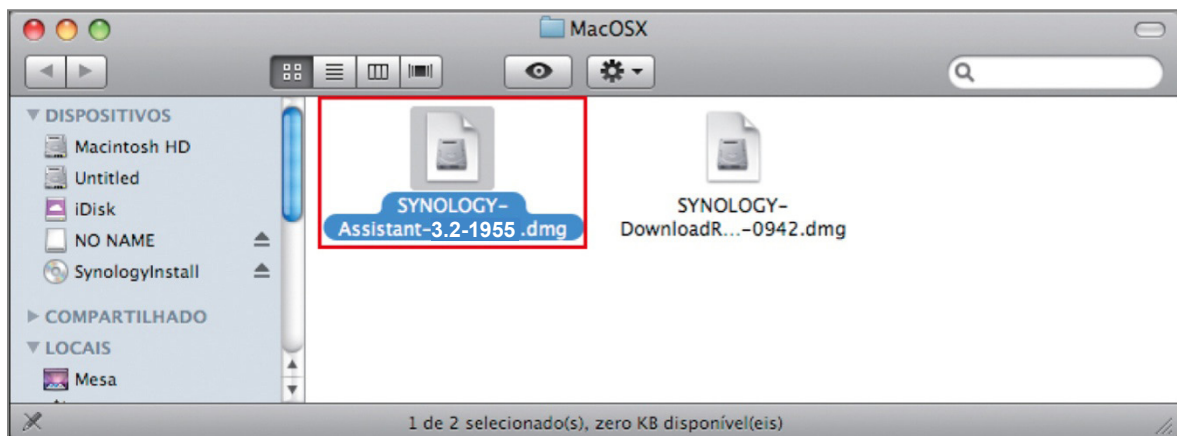 MacOSX
DISPOSITIVOS
Macintosh HD
Untitled
iDisk
NO NAME
SynologyInstall
COMPARTILHADO
LOCAIS
Mesa
SYNOLOGY-
Assistant-3.2-1955.dmg
SYNOLOGY-
DownloadR...-0942.dmg
1 de 2 selecionado(s), zero KB disponível(eis)